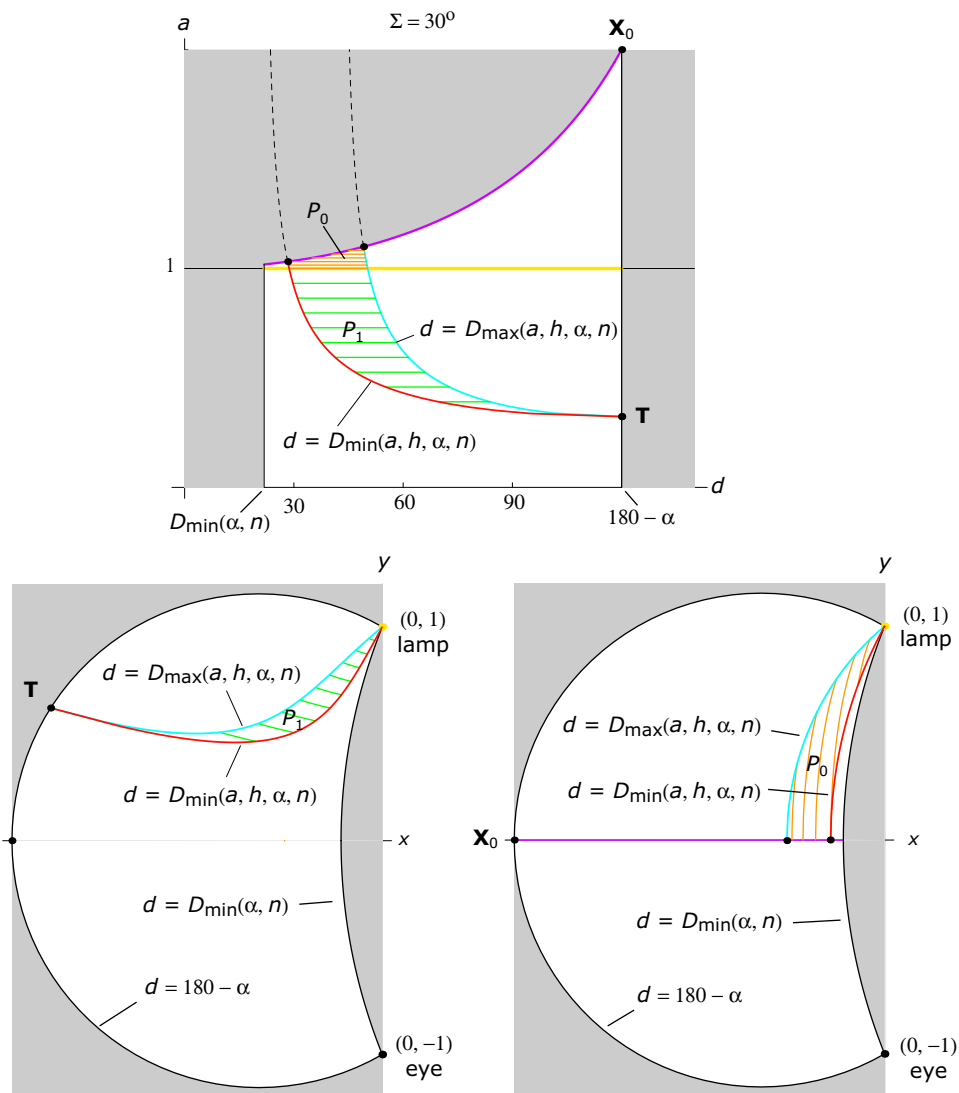 a
Σ = 30°
X₀
P₀
1
P₁
d = Dmax(a, h, α, n)
T
d = Dmin(a, h, α, n)
d
Dmin(α, n)
30
60
90
180 – α
y
(0, 1)
lamp
d = Dmax(a, h, α, n)
T
P₁
d = Dmin(a, h, α, n)
x
d = Dmin(α, n)
d = 180 – α
(0, –1)
eye
y
(0, 1)
lamp
d = Dmax(a, h, α, n)
P₀
d = Dmin(a, h, α, n)
X₀
x
d = Dmin(α, n)
d = 180 – α
(0, –1)
eye